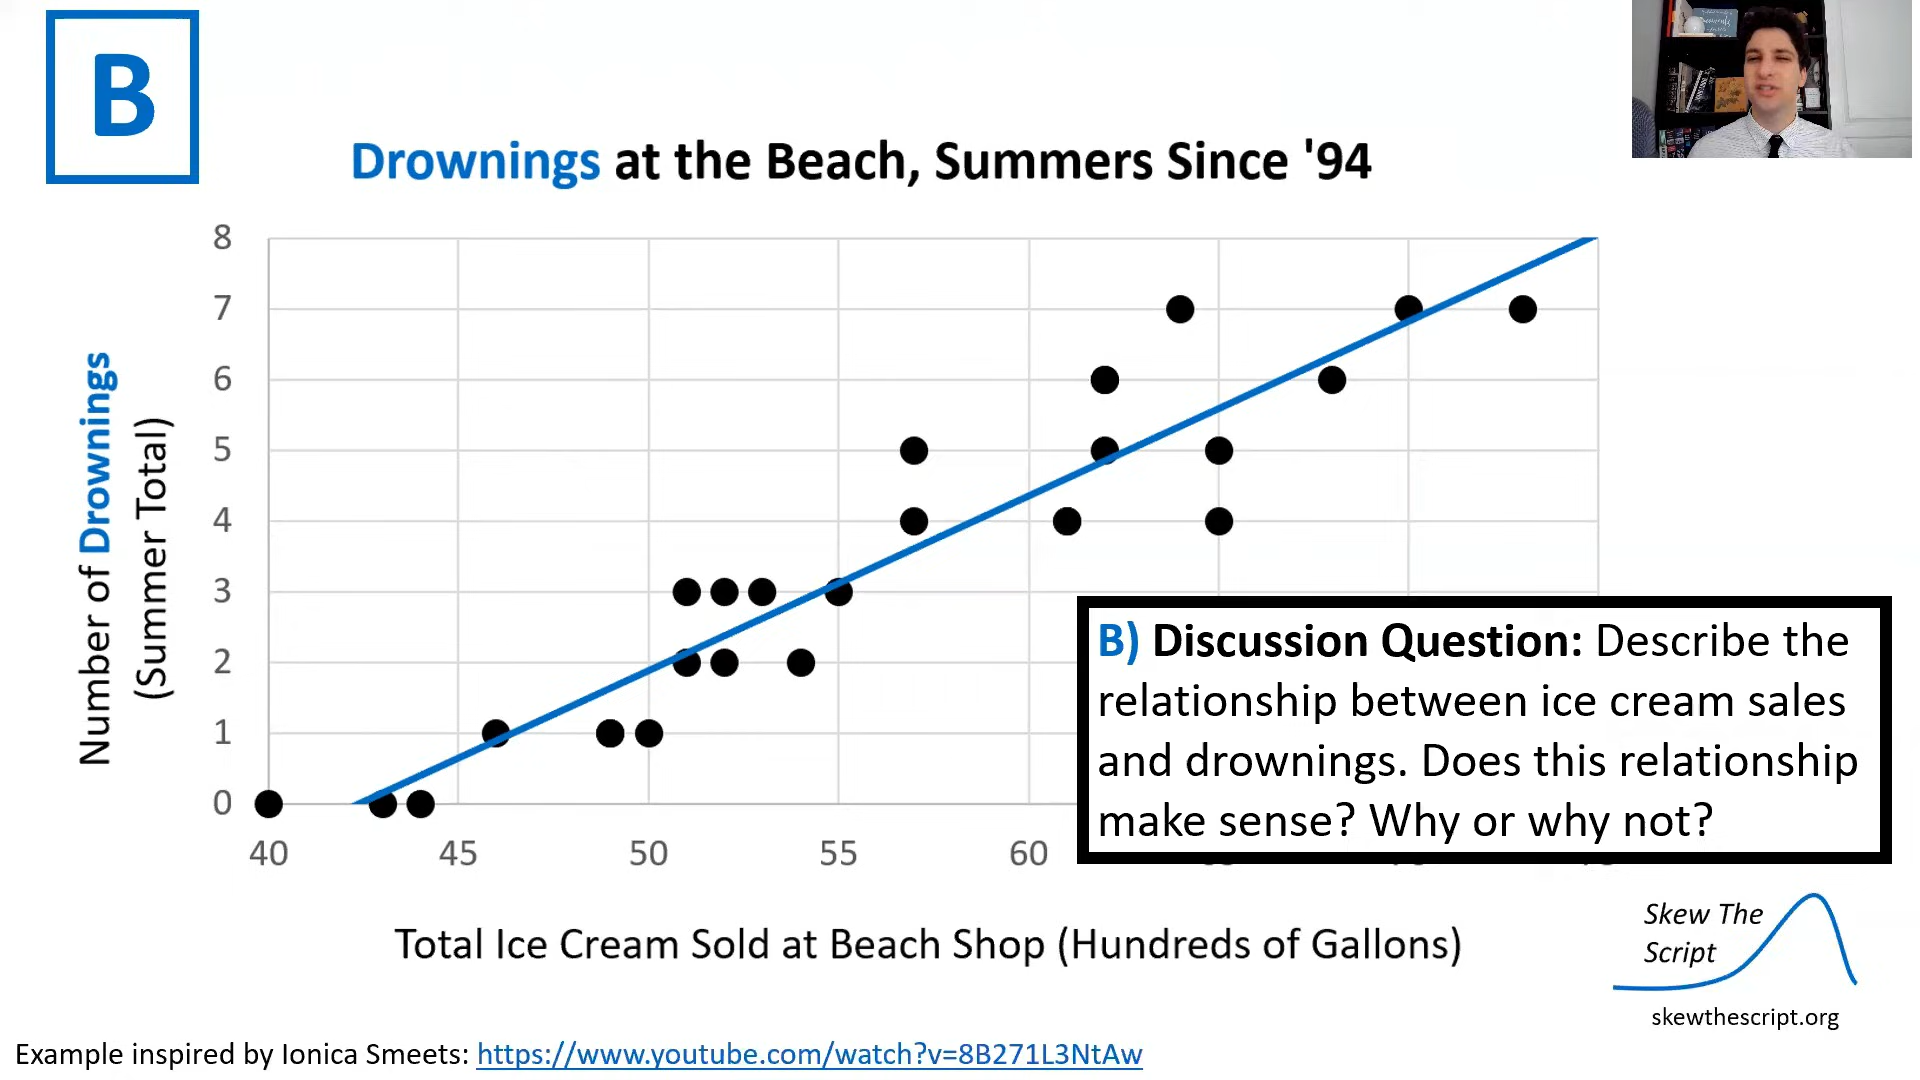 B
Drownings at the Beach, Summers Since '94
Number of Drownings
(Summer Total)
8
7
6
5
4
3
2
1
0
40 45 50 55 60
Total Ice Cream Sold at Beach Shop (Hundreds of Gallons)
B) Discussion Question: Describe the
relationship between ice cream sales
and drownings. Does this relationship
make sense? Why or why not?
Skew The
Script
skewthescript.org
Example inspired by Ionica Smeets: https://www.youtube.com/watch?v=8B271L3NtAw